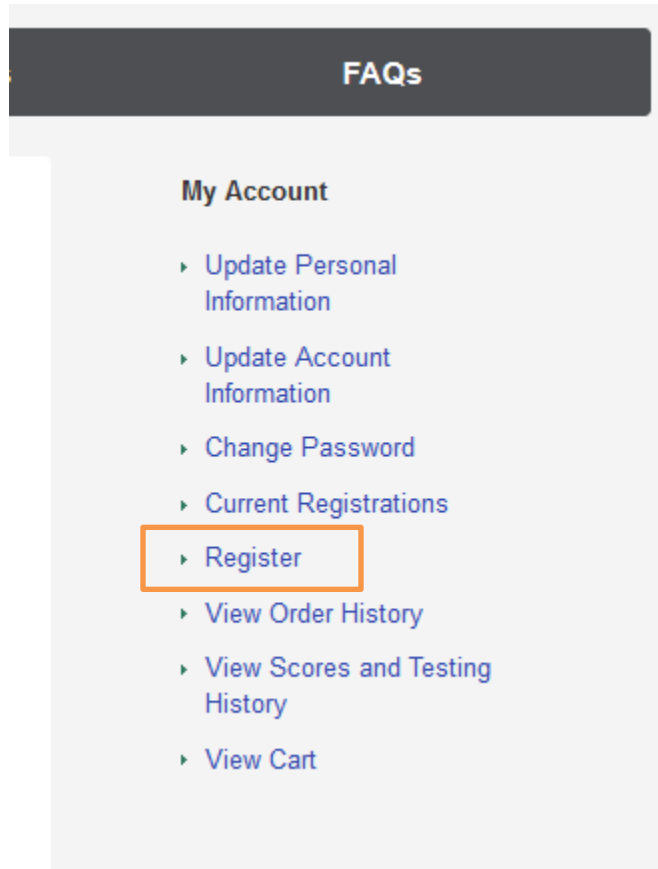 FAQs
My Account
Update Personal
Information
Update Account
Information
Change Password
Current Registrations
Register
View Order History
View Scores and Testing
History
View Cart